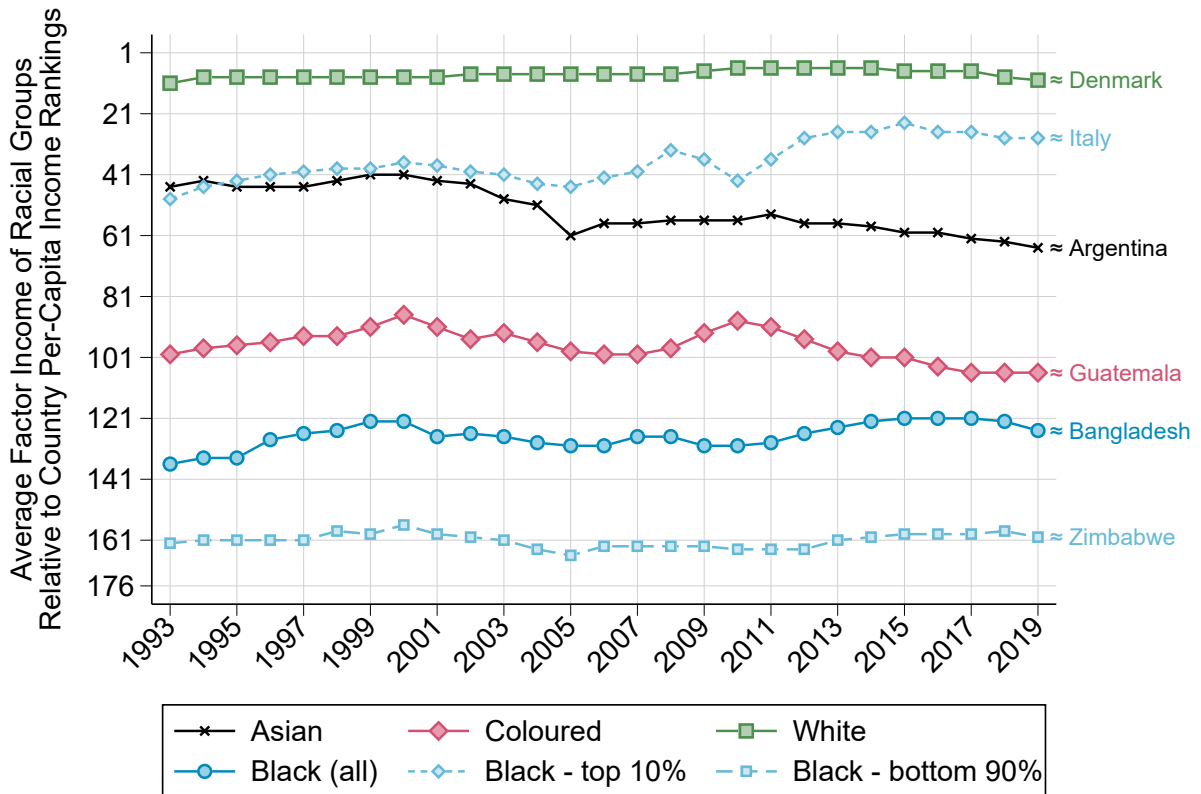 Average Factor Income of Racial Groups
Relative to Country Per-Capita Income Rankings
1
21
41
61
81
101
121
141
161
176
≈ Denmark
≈ Italy
≈ Argentina
≈ Guatemala
≈ Bangladesh
≈ Zimbabwe
1993
1995
1997
1999
2001
2003
2005
2007
2009
2011
2013
2015
2017
2019
Asian
Coloured
White
Black (all)
Black - top 10%
Black - bottom 90%